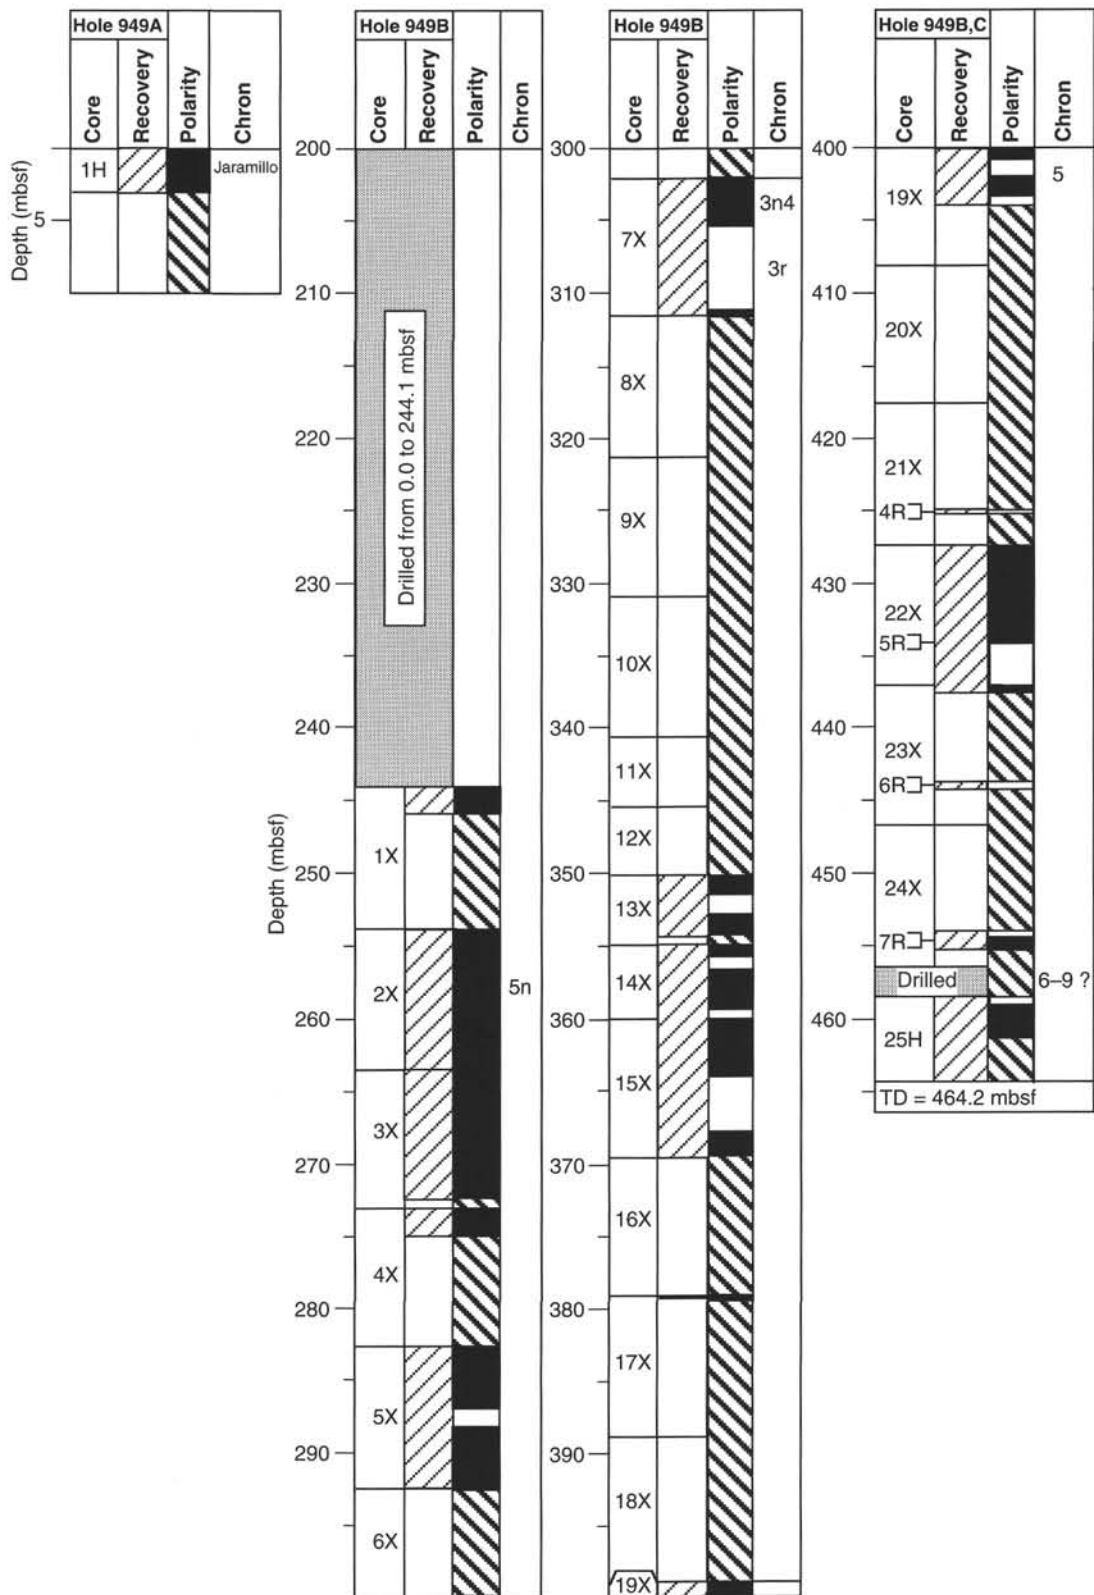 Hole 949A
Core
Recovery
Polarity
Chron
1H
Jaramillo
5
Depth (mbsf)
Hole 949B
Core
Recovery
Polarity
Chron
200
210
220
230
240
250
260
270
280
290
Depth (mbsf)
Drilled from 0.0 to 244.1 mbsf
1X
2X
5n
3X
4X
5X
6X
Hole 949B
Core
Recovery
Polarity
Chron
300
310
320
330
340
350
360
370
380
390
3n4
7X
3r
8X
9X
10X
11X
12X
13X
14X
15X
16X
17X
18X
19X
Hole 949B,C
Core
Recovery
Polarity
Chron
400
410
420
430
440
450
460
5
19X
20X
21X
4R
22X
5R
23X
6R
24X
7R
Drilled
6–9 ?
25H
TD = 464.2 mbsf